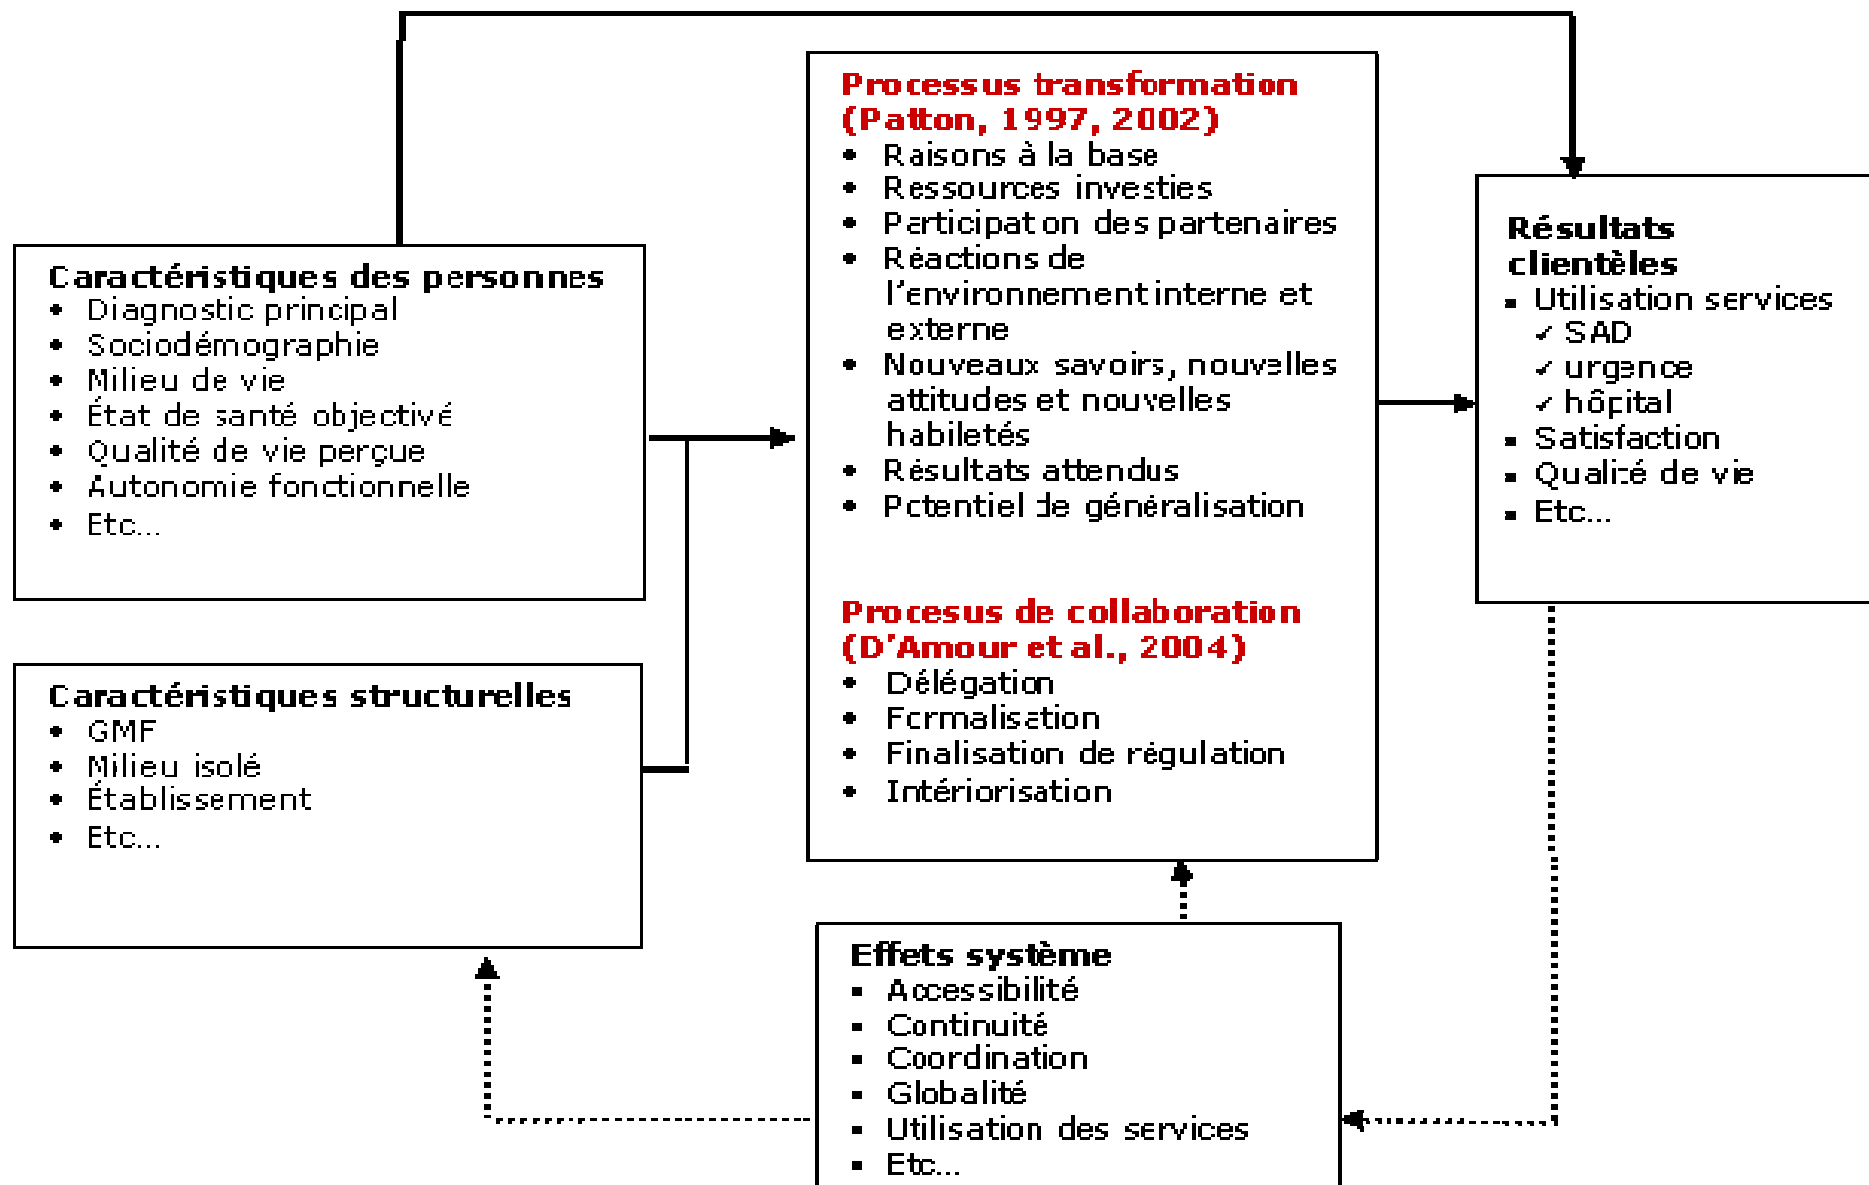 Caractéristiques des personnes
• Diagnostic principal
• Sociodémographie
• Milieu de vie
• État de santé objectivé
• Qualité de vie perçue
• Autonomie fonctionnelle
• Etc...
Caractéristiques structurelles
• GMF
• Milieu isolé
• Établissement
• Etc...
Processus transformation
(Patton, 1997, 2002)
• Raisons à la base
• Ressources investies
• Participation des partenaires
• Réactions de
l'environnement interne et
externe
• Nouveaux savoirs, nouvelles
attitudes et nouvelles
habiletés
• Résultats attendus
• Potentiel de généralisation
Procesus de collaboration
(D'Amour et al., 2004)
• Délégation
• Formalisation
• Finalisation de régulation
• Intériorisation
Résultats
clientèles
▪ Utilisation services
✓ SAD
✓ urgence
✓ hôpital
▪ Satisfaction
▪ Qualité de vie
▪ Etc...
Effets système
▪ Accessibilité
▪ Continuité
▪ Coordination
▪ Globalité
▪ Utilisation des services
▪ Etc...